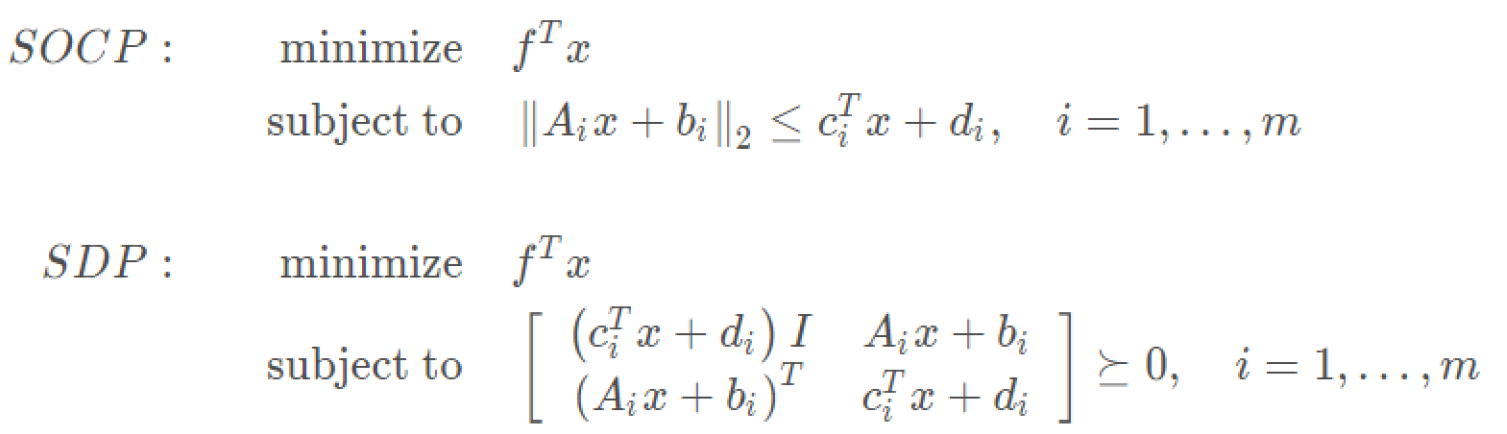 SOCP : minimize f^T x
subject to ‖A_i x + b_i‖_2 ≤ c_i^T x + d_i, i = 1, . . . , m
SDP : minimize f^T x
subject to [ (c_i^T x + d_i) I A_i x + b_i
(A_i x + b_i)^T c_i^T x + d_i ] ⪰ 0, i = 1, . . . , m